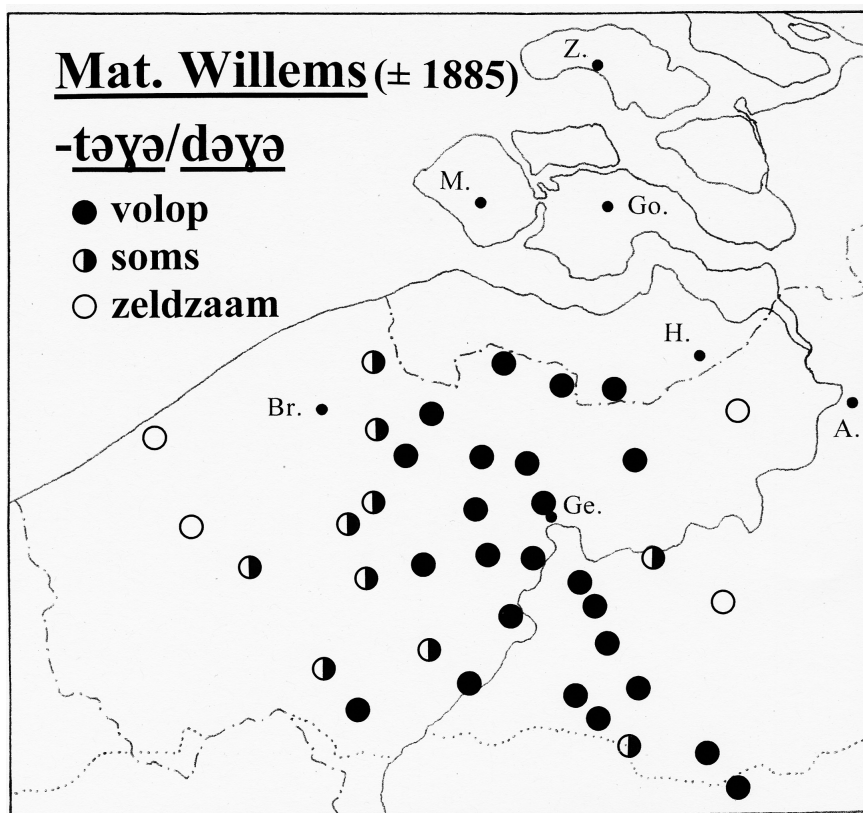 Mat. Willems (± 1885)
-təɣə/dəɣə
volop
soms
zeldzaam
Z.
M.
Go.
H.
Br.
A.
Ge.